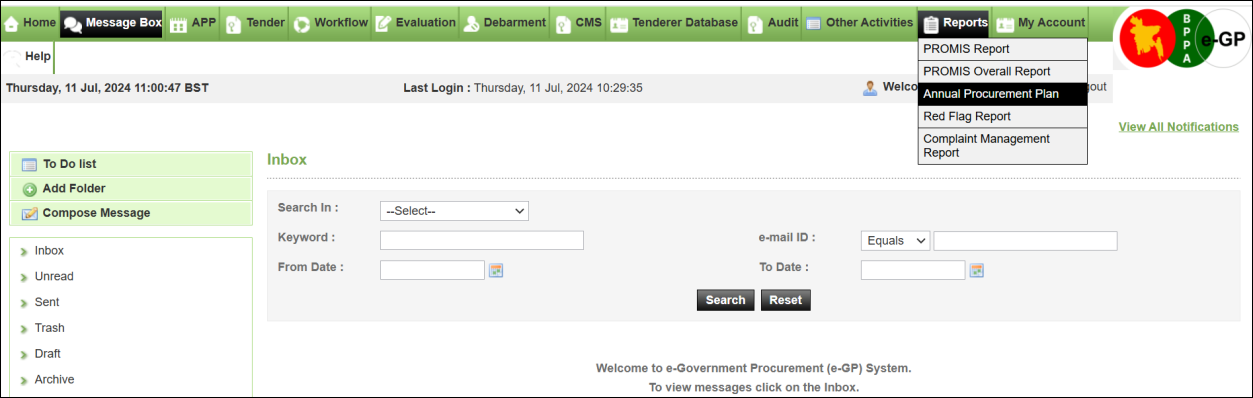 Home Message Box APP Tender Workflow Evaluation Debarment CMS Tenderer Database Audit Other Activities Reports My Account
Help
BPPA
e-GP
PROMIS Report
PROMIS Overall Report
Annual Procurement Plan
Red Flag Report
Complaint Management
Report
Thursday, 11 Jul, 2024 11:00:47 BST Last Login : Thursday, 11 Jul, 2024 10:29:35
View All Notifications
To Do list
Add Folder
Compose Message
Inbox
Unread
Sent
Trash
Draft
Archive
Inbox
Search In : --Select--
Keyword : e-mail ID : Equals
From Date : To Date :
Search Reset
Welcome to e-Government Procurement (e-GP) System.
To view messages click on the Inbox.